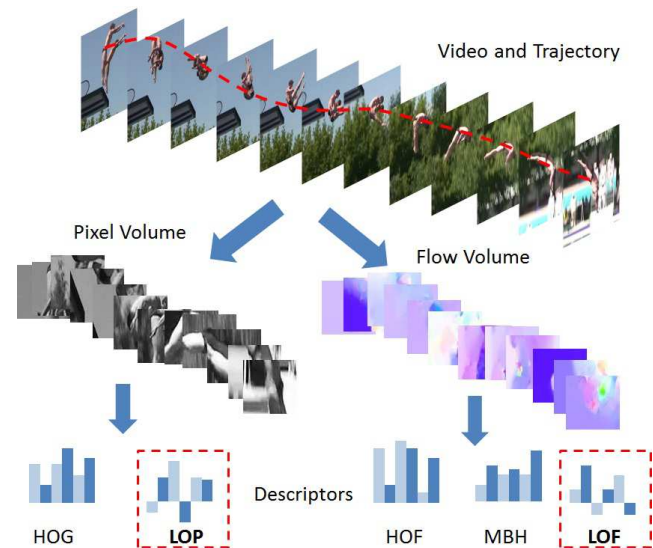 Video and Trajectory
Pixel Volume
Flow Volume
Descriptors
HOG
LOP
HOF
MBH
LOF